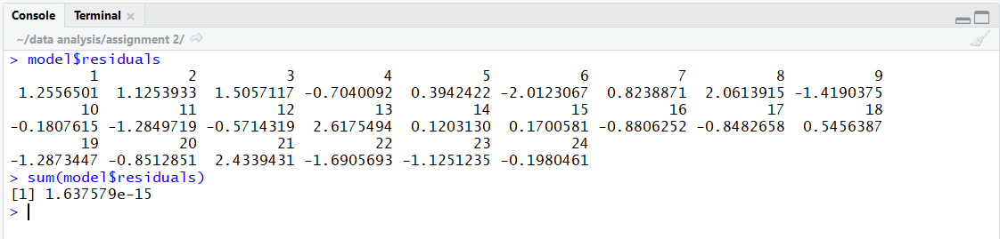 Console Terminal ×
~/data analysis/assignment 2/
> model$residuals
1 2 3 4 5 6 7 8 9
1.2556501 1.1253933 1.5057117 -0.7040092 0.3942422 -2.0123067 0.8238871 2.0613915 -1.4190375
10 11 12 13 14 15 16 17 18
-0.1807615 -1.2849719 -0.5714319 2.6175494 0.1203130 0.1700581 -0.8806252 -0.8482658 0.5456387
19 20 21 22 23 24
-1.2873447 -0.8512851 2.4339431 -1.6905693 -1.1251235 -0.1980461
> sum(model$residuals)
[1] 1.637579e-15
>